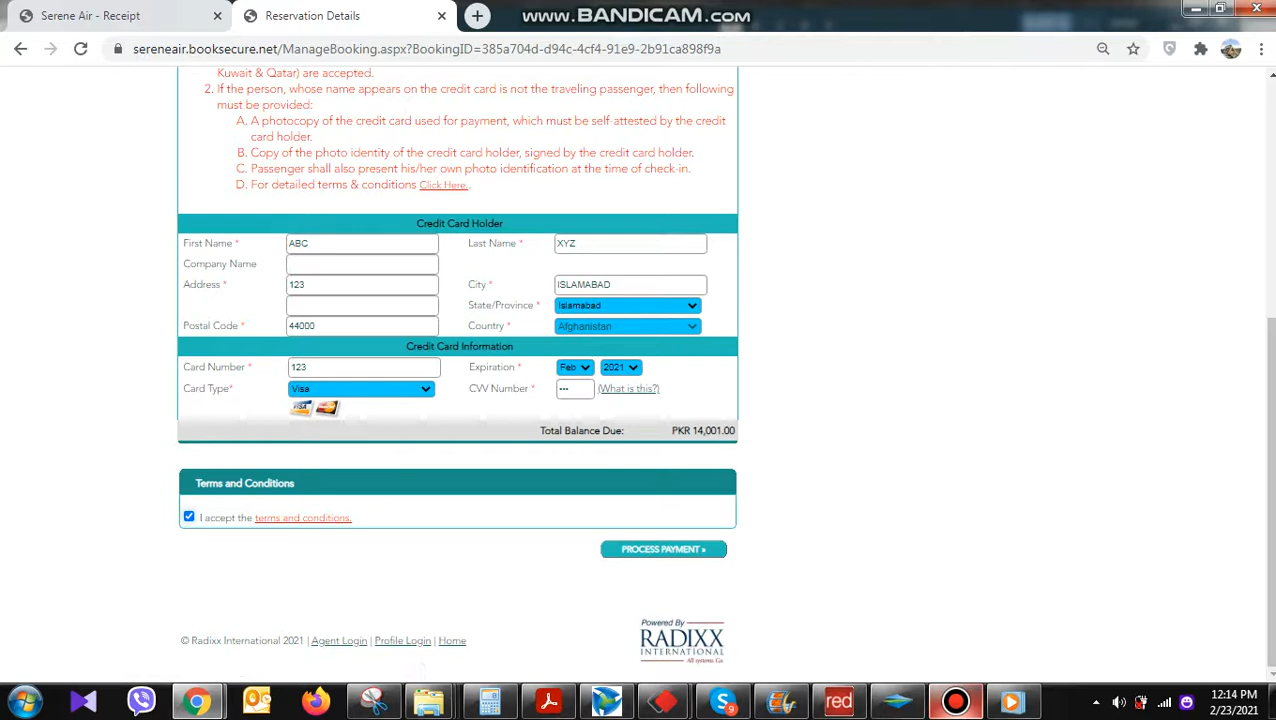 Serene Air - Receipt
Reservation Details
www.BANDICAM.com
sereneair.booksecure.net/ManageBooking.aspx?BookingID=385a704d-d94c-4cf4-91e9-2b91ca898f9a
Kuwait & Qatar) are accepted.
2. If the person, whose name appears on the credit card is not the traveling passenger, then following
must be provided:
A. A photocopy of the credit card used for payment, which must be self-attested by the credit
card holder.
B. Copy of the photo identity of the credit card holder, signed by the credit card holder.
C. Passenger shall also present his/her own photo identification at the time of check-in.
D. For detailed terms & conditions Click Here..
Credit Card Holder
First Name * ABC Last Name * XYZ
Company Name
Address * 123 City * ISLAMABAD
State/Province * Islamabad
Postal Code * 44000 Country * Afghanistan
Credit Card Information
Card Number * 123 Expiration * Feb 2021
Card Type* Visa CVV Number * ••• (What is this?)
VISA
Total Balance Due: PKR 14,001.00
Terms and Conditions
I accept the terms and conditions.
PROCESS PAYMENT »
Powered By
RADIXX
INTERNATIONAL
All systems Go
© Radixx International 2021 | Agent Login | Profile Login | Home
9
red
12:14 PM
2/23/2021